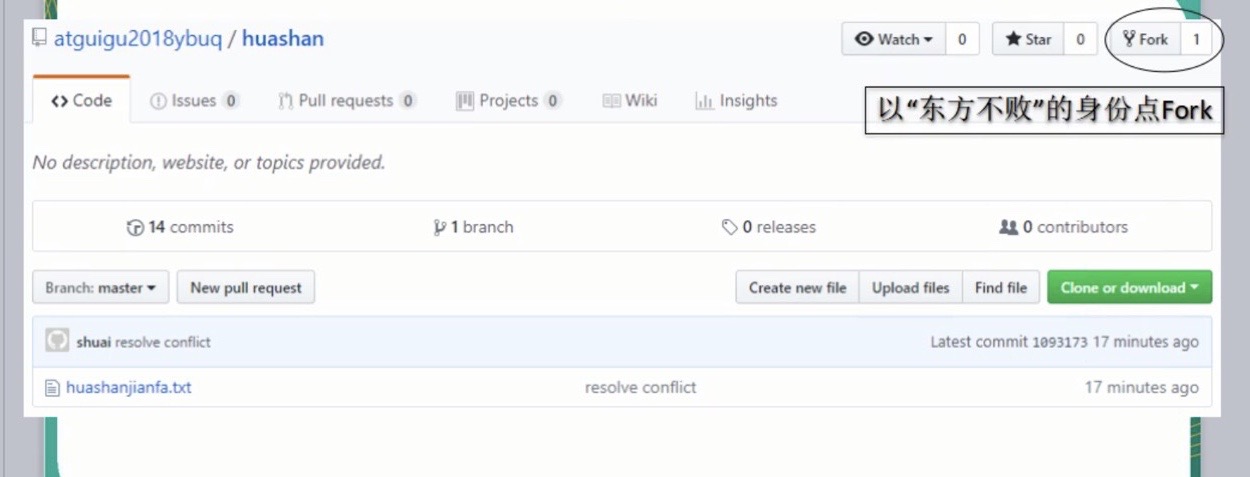 atguigu2018ybuq / huashan
Watch 0 Star 0 Fork 1
Code Issues 0 Pull requests 0 Projects 0 Wiki Insights
以“东方不败”的身份点Fork
No description, website, or topics provided.
14 commits 1 branch 0 releases 0 contributors
Branch: master New pull request Create new file Upload files Find file Clone or download
shuai resolve conflict Latest commit 1093173 17 minutes ago
huashanjianfa.txt resolve conflict 17 minutes ago